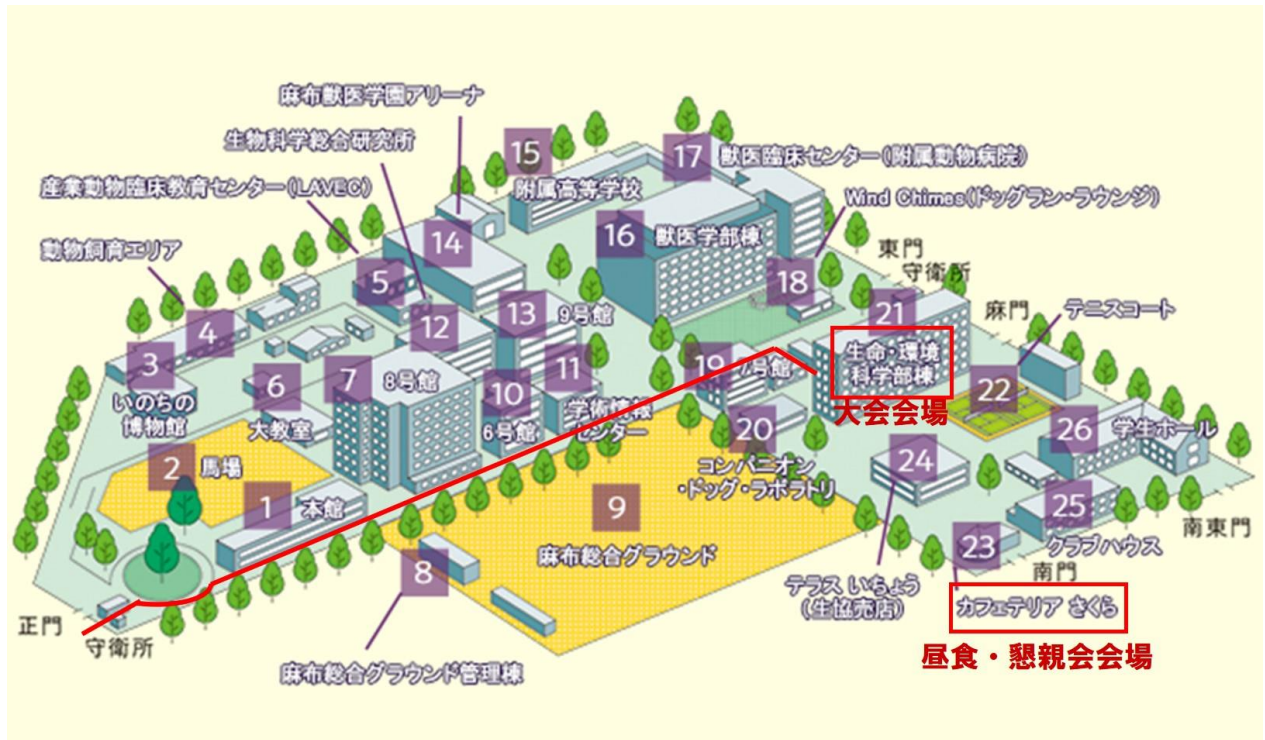 麻布獣医学園アリーナ
生物科学総合研究所
産業動物臨床教育センター(LAVEC)
動物飼育エリア
15
附属高等学校
17
獣医臨床センター(附属動物病院)
Wind Chimes(ドッグラン・ラウンジ)
14
16
獣医学部棟
東門
守衛所
5
18
麻門
テニスコート
4
12
13
9号館
21
3
いのちの
博物館
6
大教室
7
8号館
10
6号館
11
学術情報
センター
19
7号館
生命・環境
科学部棟
大会会場
22
2
馬場
20
コンパニオン
・ドッグ・ラボラトリ
24
26
学生ホール
1
本館
9
麻布総合グラウンド
25
クラブハウス
南東門
8
23
南門
テラス いちょう
(生協売店)
カフェテリア さくら
昼食・懇親会会場
正門
守衛所
麻布総合グラウンド管理棟